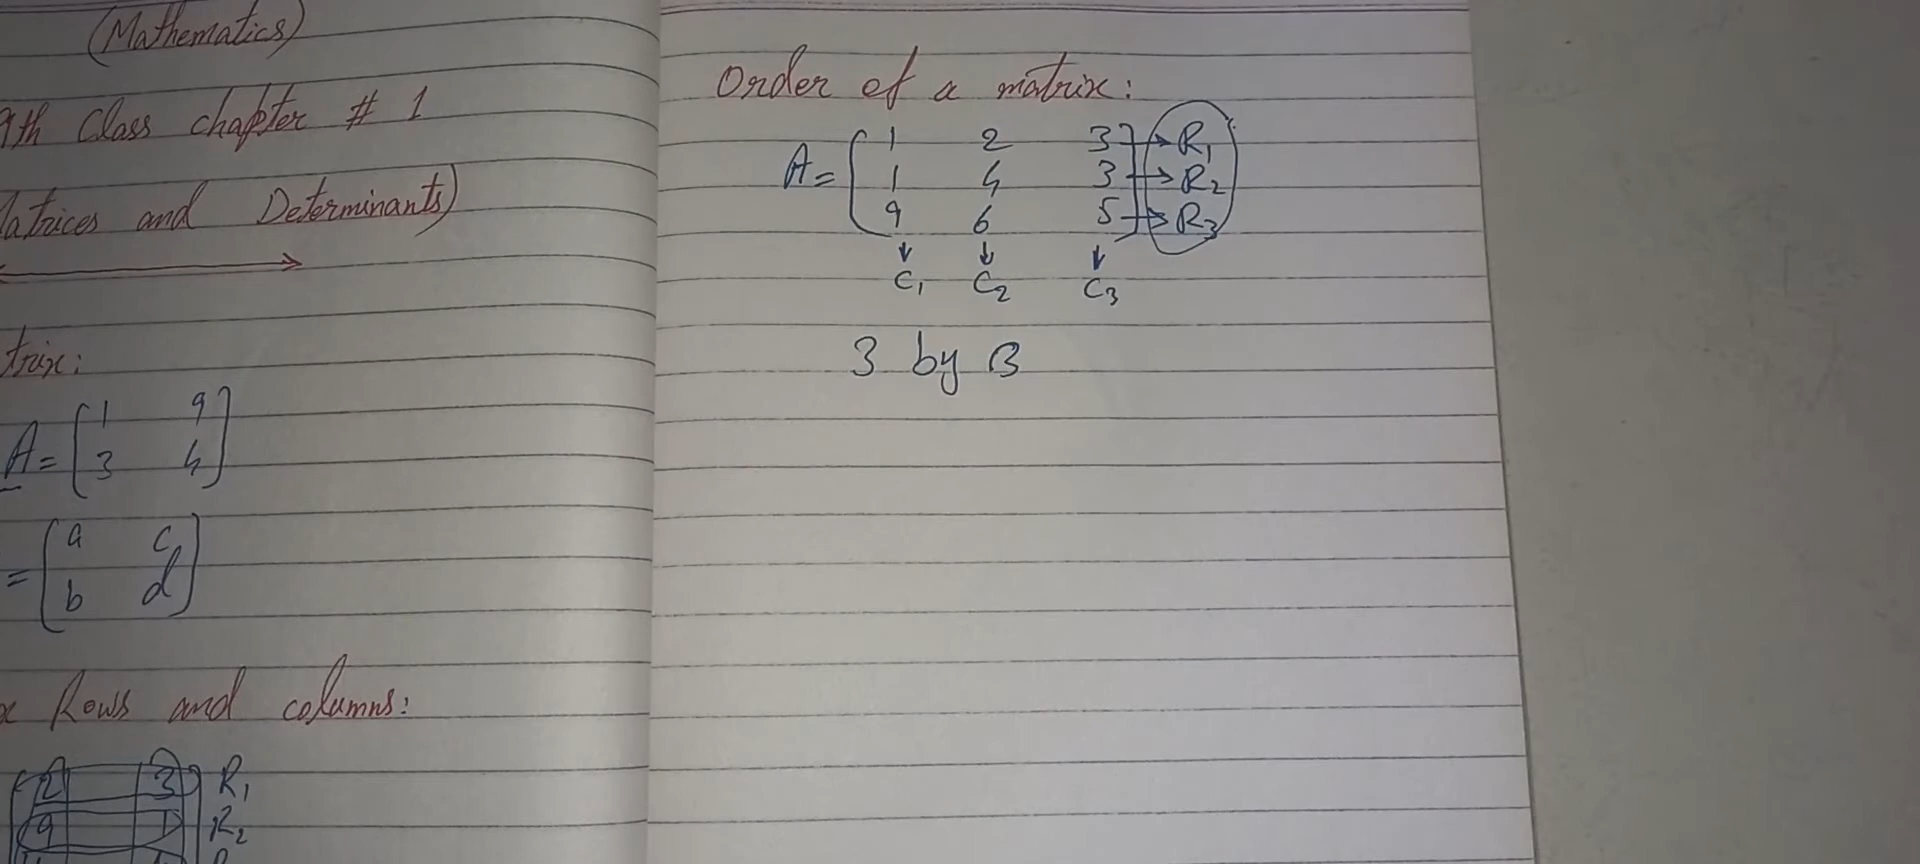 (Mathematics)
9th Class chapter # 1
atrices and Determinants)
trix:
A = [ 1 9
3 4 ]
= [ a c
b d ]
x Rows and columns:
2 3 R1
9 1 R2
Order of a matrix:
A = [ 1 2 3 ] → R1
1 4 3 → R2
9 6 5 → R3
↓ ↓ ↓
C1 C2 C3
3 by 3